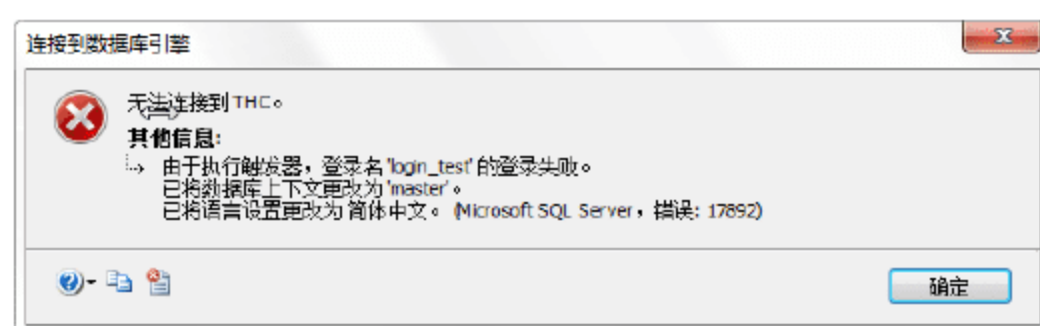 连接到数据库引擎
无法连接到 THC。
其他信息:
由于执行触发器，登录名 'login_test' 的登录失败。
已将数据库上下文更改为 'master'。
已将语言设置更改为 简体中文。 (Microsoft SQL Server，错误: 17892)
确定